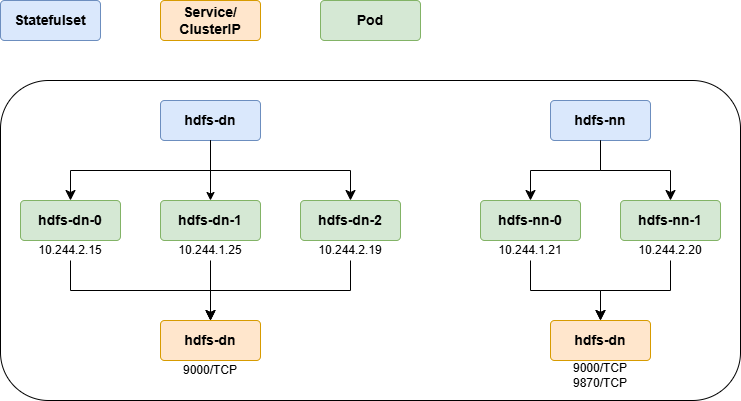 Statefulset
Service/
ClusterIP
Pod
hdfs-dn
hdfs-nn
hdfs-dn-0
hdfs-dn-1
hdfs-dn-2
hdfs-nn-0
hdfs-nn-1
10.244.2.15
10.244.1.25
10.244.2.19
10.244.1.21
10.244.2.20
hdfs-dn
hdfs-dn
9000/TCP
9000/TCP
9870/TCP